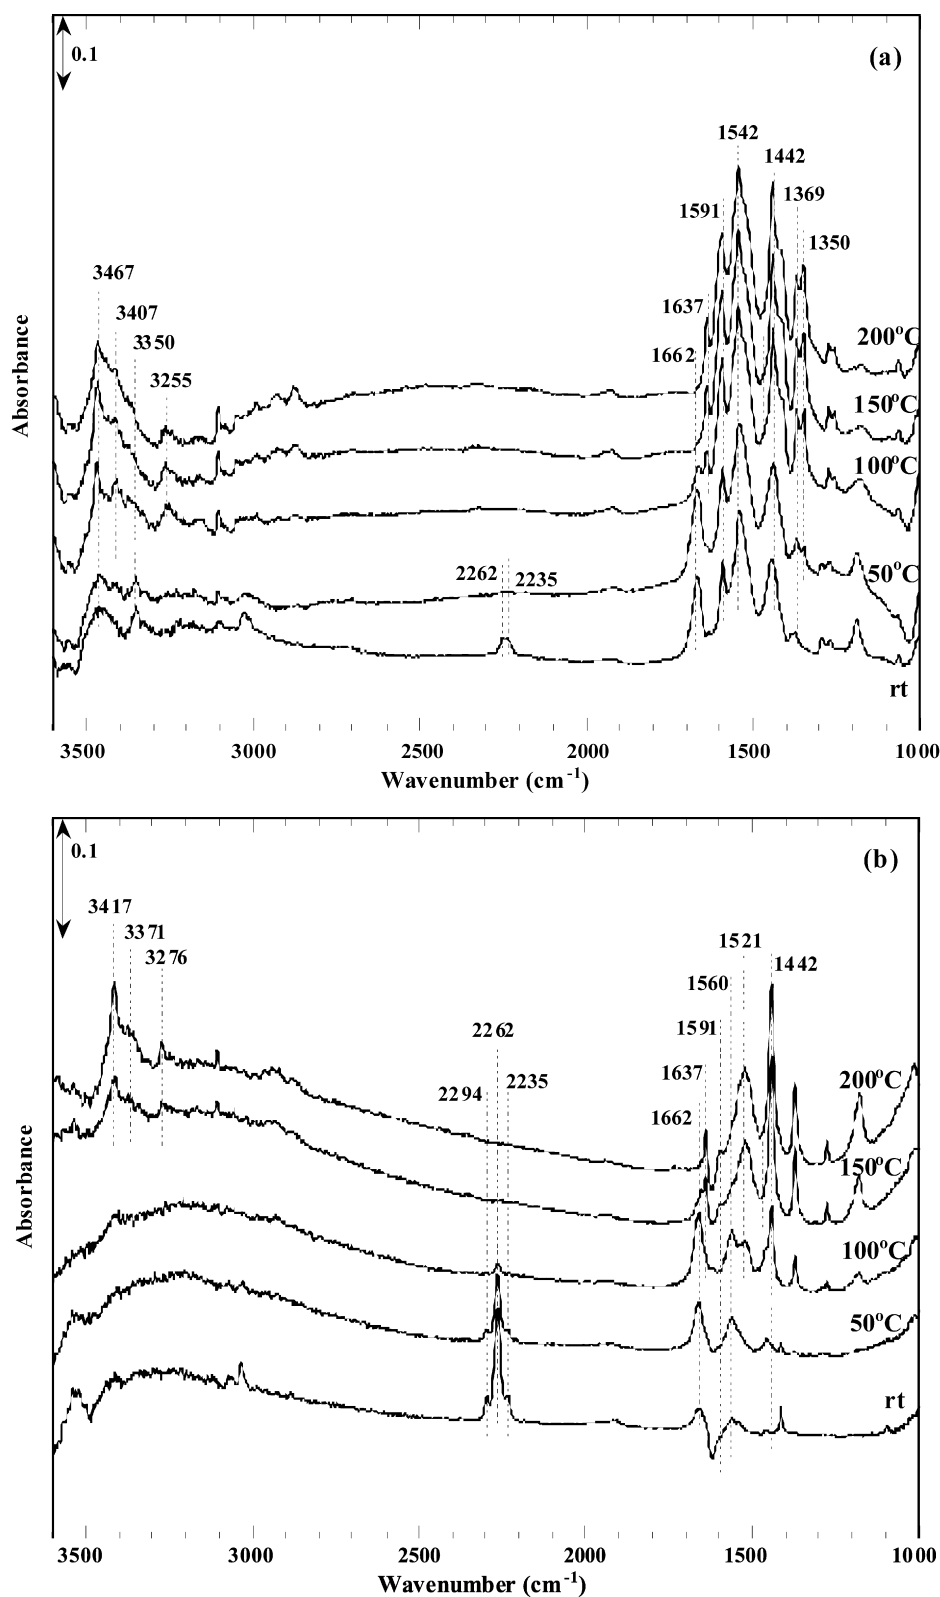 0.1
(a)
1542
1442
1591
1369
1350
3467
3407
1637
3350
200°C
1662
3255
150°C
100°C
2262
2235
50°C
rt
Absorbance
3500
3000
2500
2000
1500
1000
Wavenumber (cm-1)
0.1
(b)
3417
3371
1521
3276
1442
1560
2262
1591
1637
200°C
2294
2235
1662
150°C
100°C
50°C
rt
Absorbance
3500
3000
2500
2000
1500
1000
Wavenumber (cm-1)